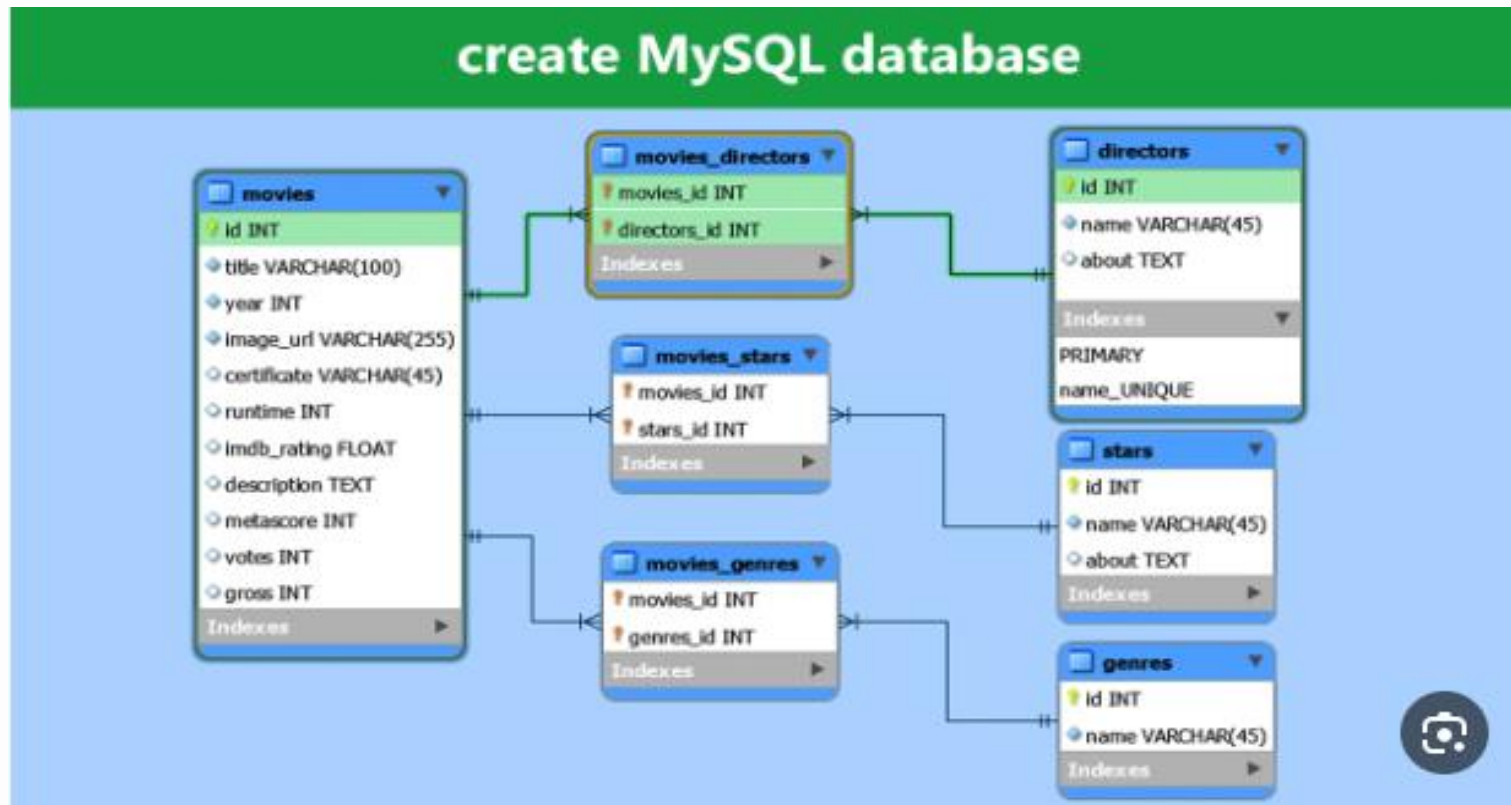 create MySQL database
movies
id INT
title VARCHAR(100)
year INT
image_url VARCHAR(255)
certificate VARCHAR(45)
runtime INT
imdb_rating FLOAT
description TEXT
metascore INT
votes INT
gross INT
Indexes
movies_directors
movies_id INT
directors_id INT
Indexes
movies_stars
movies_id INT
stars_id INT
Indexes
movies_genres
movies_id INT
genres_id INT
Indexes
directors
id INT
name VARCHAR(45)
about TEXT
Indexes
PRIMARY
name_UNIQUE
stars
id INT
name VARCHAR(45)
about TEXT
Indexes
genres
id INT
name VARCHAR(45)
Indexes